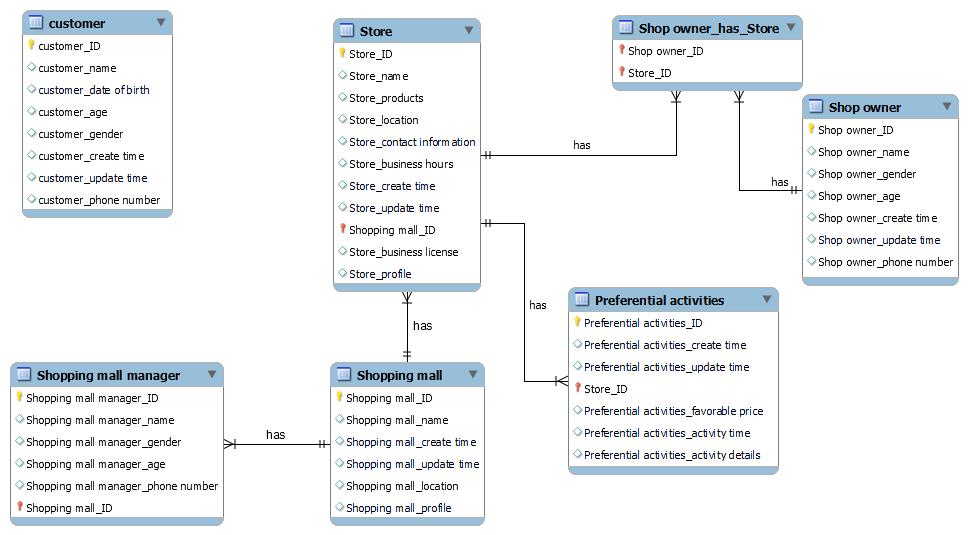 customer
customer_ID
customer_name
customer_date of birth
customer_age
customer_gender
customer_create time
customer_update time
customer_phone number
Store
Store_ID
Store_name
Store_products
Store_location
Store_contact information
Store_business hours
Store_create time
Store_update time
Shopping mall_ID
Store_business license
Store_profile
Shop owner_has_Store
Shop owner_ID
Store_ID
has
Shop owner
Shop owner_ID
Shop owner_name
Shop owner_gender
Shop owner_age
Shop owner_create time
Shop owner_update time
Shop owner_phone number
has
has
has
Preferential activities
Preferential activities_ID
Preferential activities_create time
Preferential activities_update time
Store_ID
Preferential activities_favorable price
Preferential activities_activity time
Preferential activities_activity details
Shopping mall manager
Shopping mall manager_ID
Shopping mall manager_name
Shopping mall manager_gender
Shopping mall manager_age
Shopping mall manager_phone number
Shopping mall_ID
has
Shopping mall
Shopping mall_ID
Shopping mall_name
Shopping mall_create time
Shopping mall_update time
Shopping mall_location
Shopping mall_profile